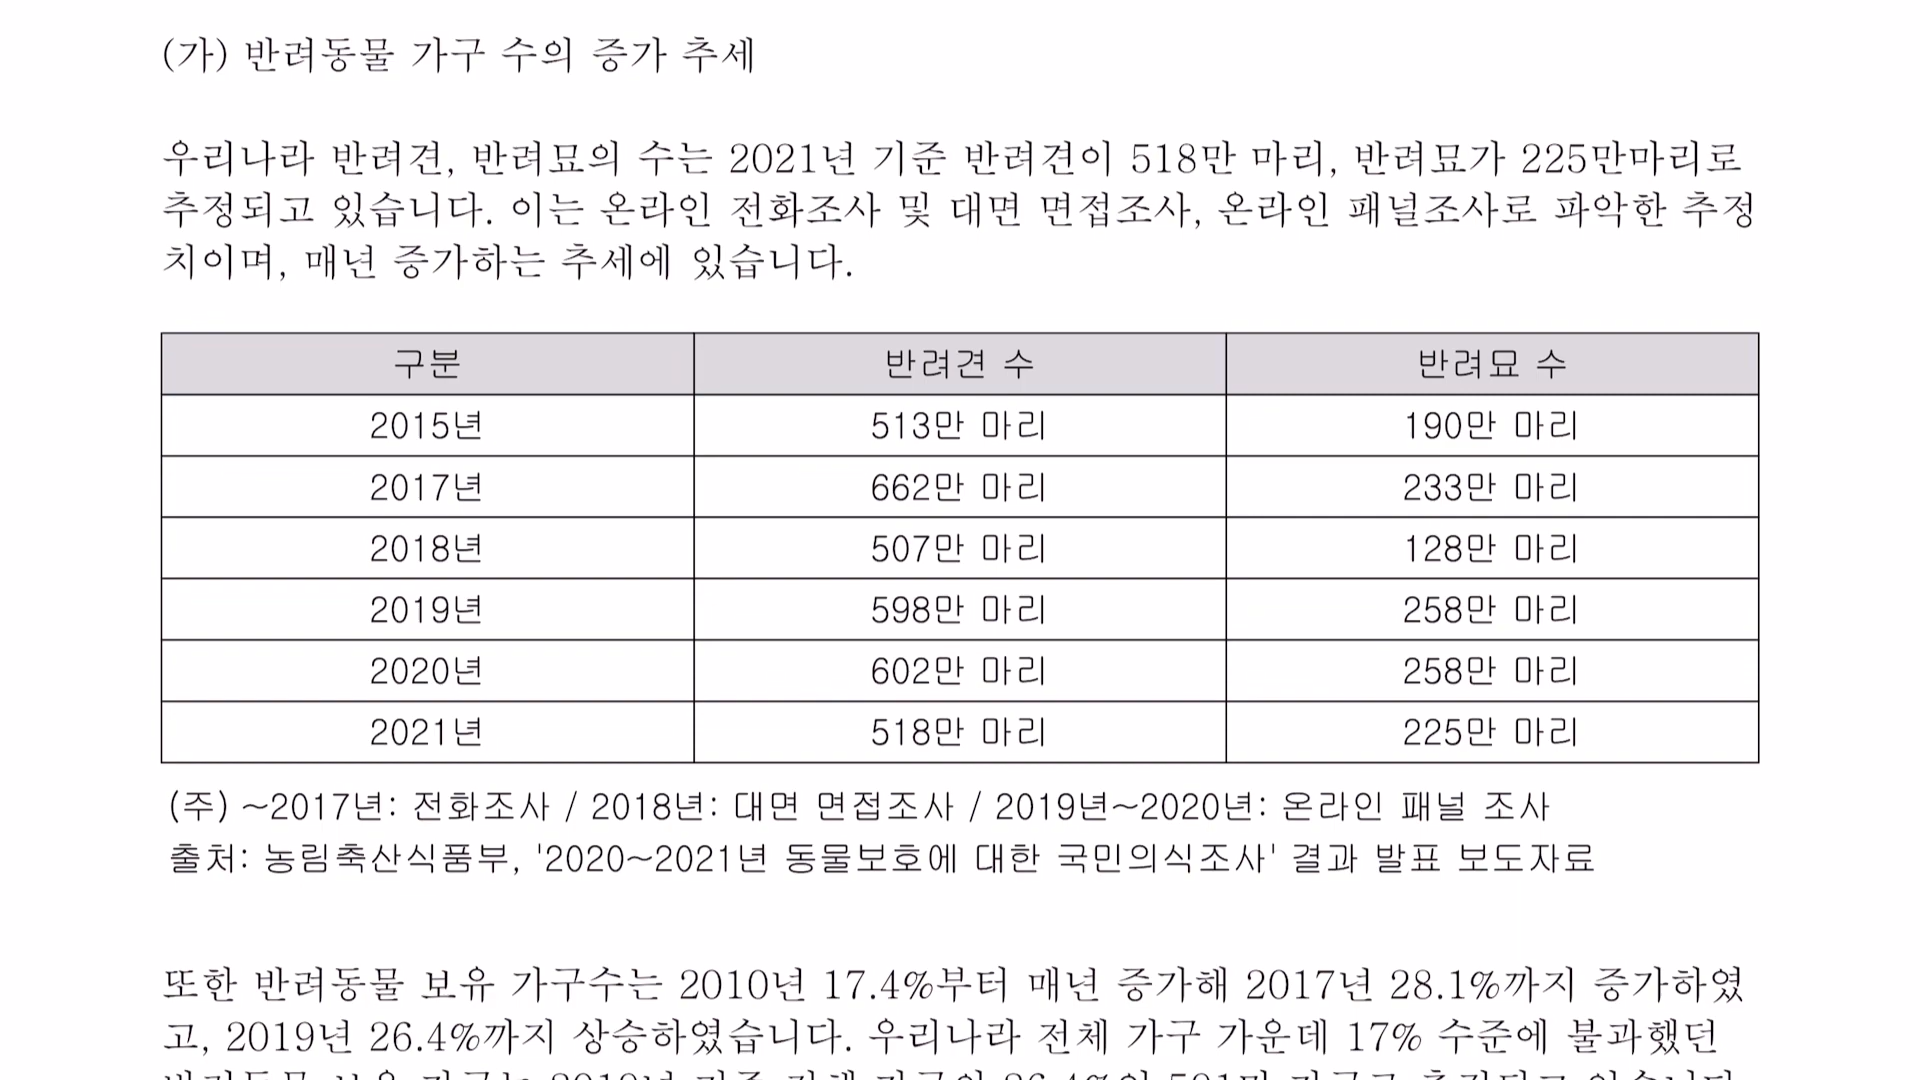 (가) 반려동물 가구 수의 증가 추세
우리나라 반려견, 반려묘의 수는 2021년 기준 반려견이 518만 마리, 반려묘가 225만마리로
추정되고 있습니다. 이는 온라인 전화조사 및 대면 면접조사, 온라인 패널조사로 파악한 추정
치이며, 매년 증가하는 추세에 있습니다.
구분 반려견 수 반려묘 수
2015년 513만 마리 190만 마리
2017년 662만 마리 233만 마리
2018년 507만 마리 128만 마리
2019년 598만 마리 258만 마리
2020년 602만 마리 258만 마리
2021년 518만 마리 225만 마리
(주) ~2017년: 전화조사 / 2018년: 대면 면접조사 / 2019년~2020년: 온라인 패널 조사
출처: 농림축산식품부, '2020~2021년 동물보호에 대한 국민의식조사' 결과 발표 보도자료
또한 반려동물 보유 가구수는 2010년 17.4%부터 매년 증가해 2017년 28.1%까지 증가하였
고, 2019년 26.4%까지 상승하였습니다. 우리나라 전체 가구 가운데 17% 수준에 불과했던